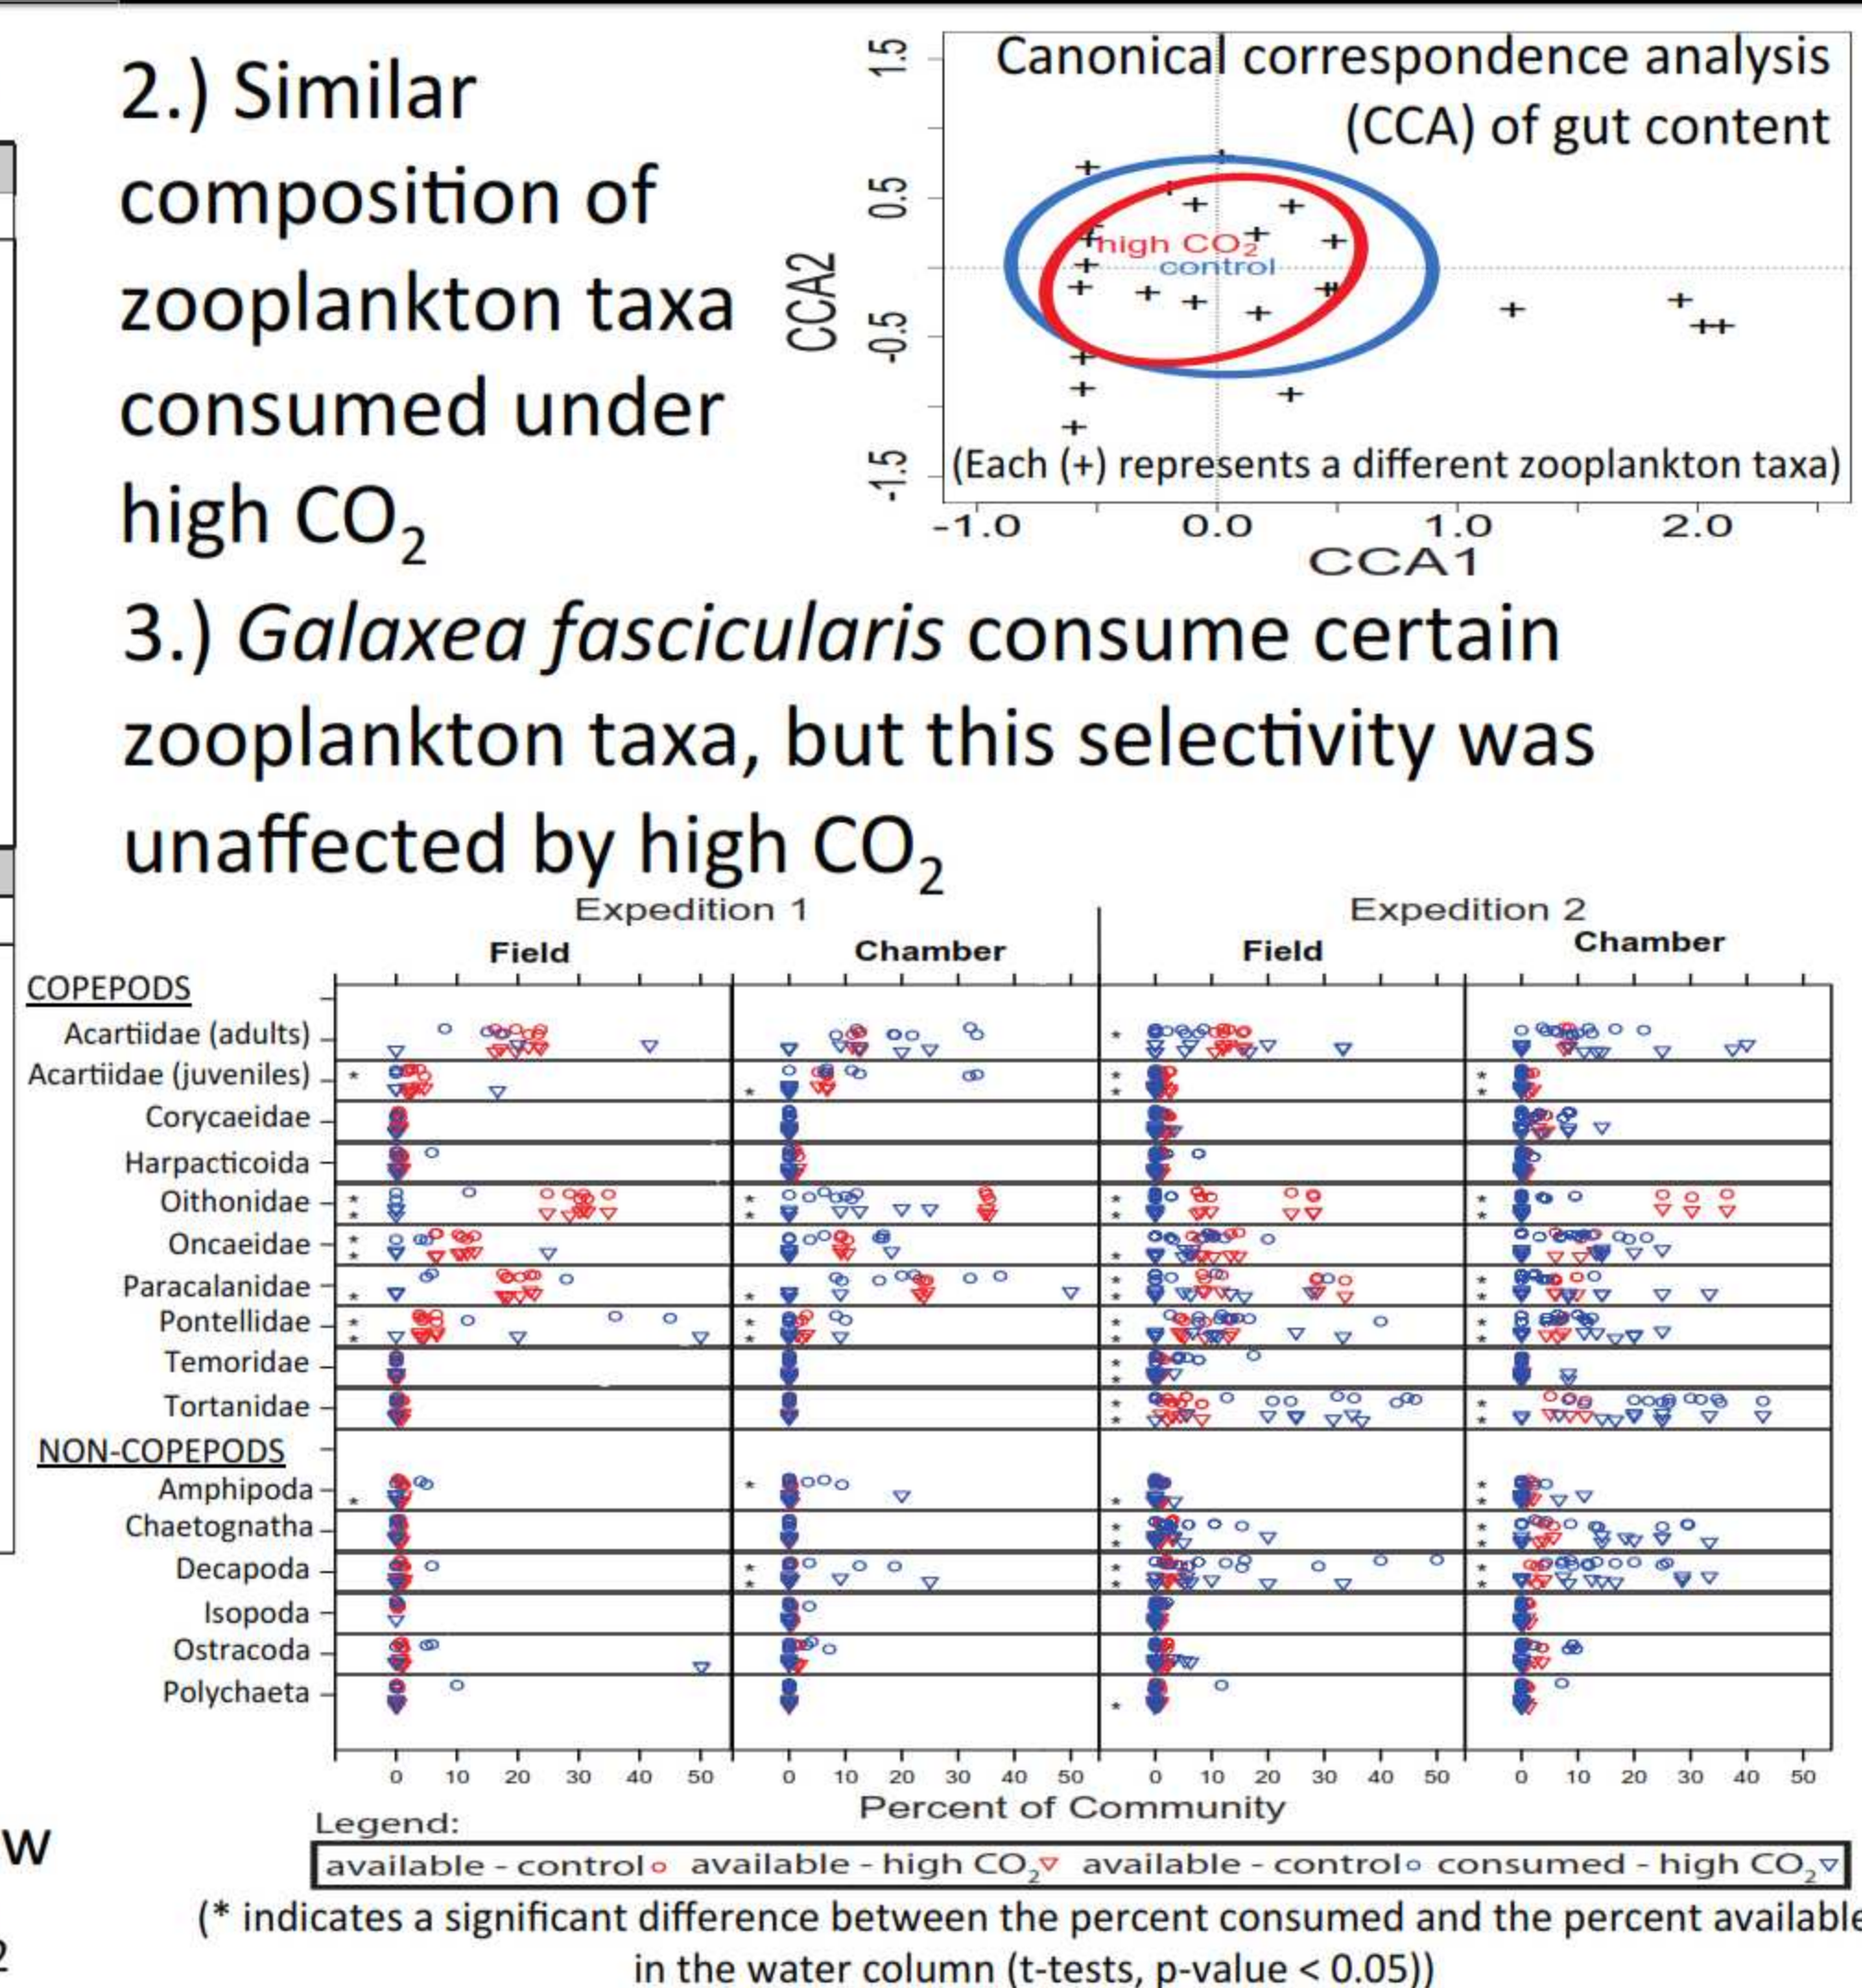 2.) Similar
composition of
zooplankton taxa
consumed under
high CO₂
Canonical correspondence analysis
(CCA) of gut content
1.5
0.5
-0.5
-1.5
CCA2
high CO₂
control
(Each (+) represents a different zooplankton taxa)
-1.0 0.0 1.0 2.0
CCA1
3.) Galaxea fascicularis consume certain
zooplankton taxa, but this selectivity was
unaffected by high CO₂
Expedition 1 Expedition 2
Field Chamber Field Chamber
COPEPODS
Acartiidae (adults) *
Acartiidae (juveniles) * * * * * *
Corycaeidae
Harpacticoida
Oithonidae * * * * * * * *
Oncaeidae * * *
Paracalanidae * * * * * *
Pontellidae * * * * * * * *
Temoridae * *
Tortanidae * * * *
NON-COPEPODS
Amphipoda * * * * *
Chaetognatha * * * *
Decapoda * * * * * *
Isopoda
Ostracoda
Polychaeta *
0 10 20 30 40 50 0 10 20 30 40 50 0 10 20 30 40 50 0 10 20 30 40 50
Percent of Community
Legend:
available - control available - high CO₂ available - control consumed - high CO₂
(* indicates a significant difference between the percent consumed and the percent available
in the water column (t-tests, p-value < 0.05))
w
2